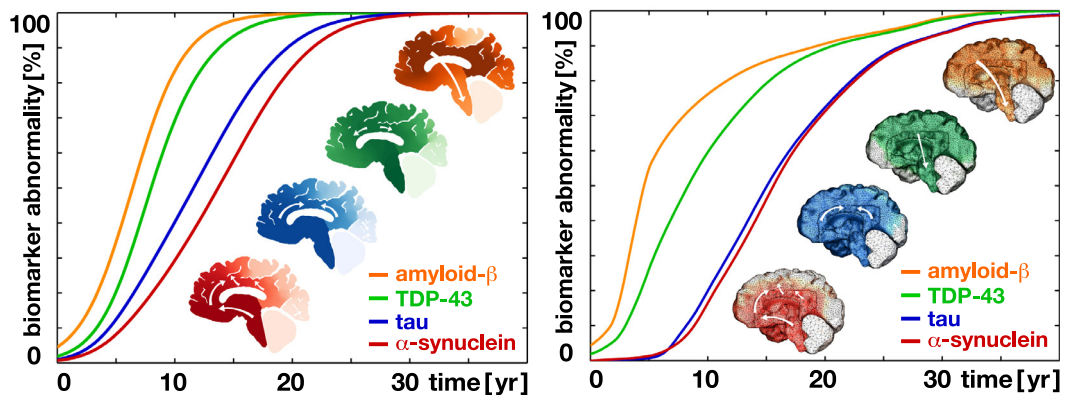 100
biomarker abnormality [%]
0
amyloid-β
TDP-43
tau
α-synuclein
0 10 20 30 time [yr]
100
biomarker abnormality [%]
0
amyloid-β
TDP-43
tau
α-synuclein
0 10 20 30 time [yr]